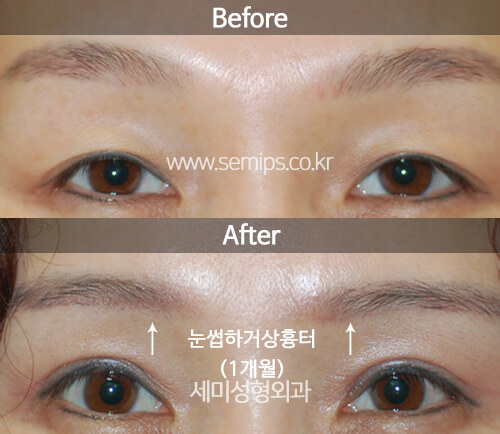 Before
www.semips.co.kr
After
↑ 눈썹하거상흉터 ↑
(1개월)
세미성형외과